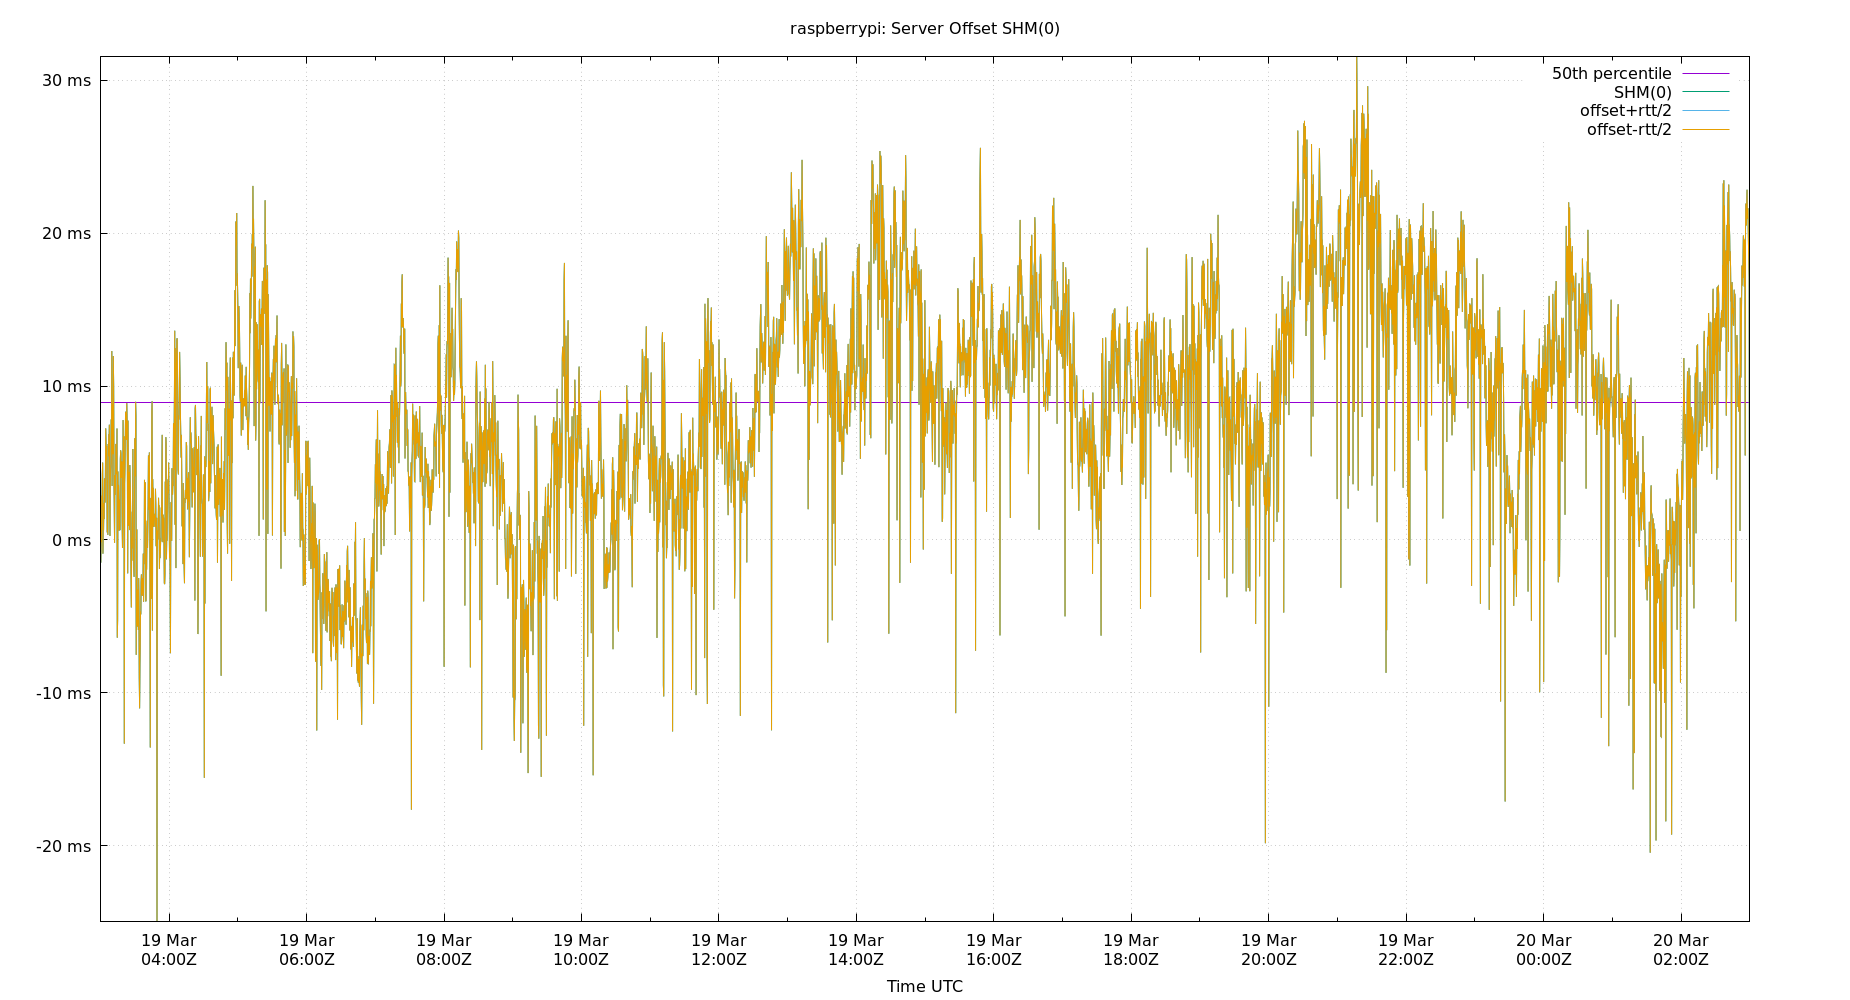 raspberrypi: Server Offset SHM(0)
50th percentile
SHM(0)
offset+rtt/2
offset-rtt/2
30 ms
20 ms
10 ms
0 ms
-10 ms
-20 ms
19 Mar 19 Mar 19 Mar 19 Mar 19 Mar 19 Mar 19 Mar 19 Mar 19 Mar 19 Mar 20 Mar 20 Mar
04:00Z 06:00Z 08:00Z 10:00Z 12:00Z 14:00Z 16:00Z 18:00Z 20:00Z 22:00Z 00:00Z 02:00Z
Time UTC